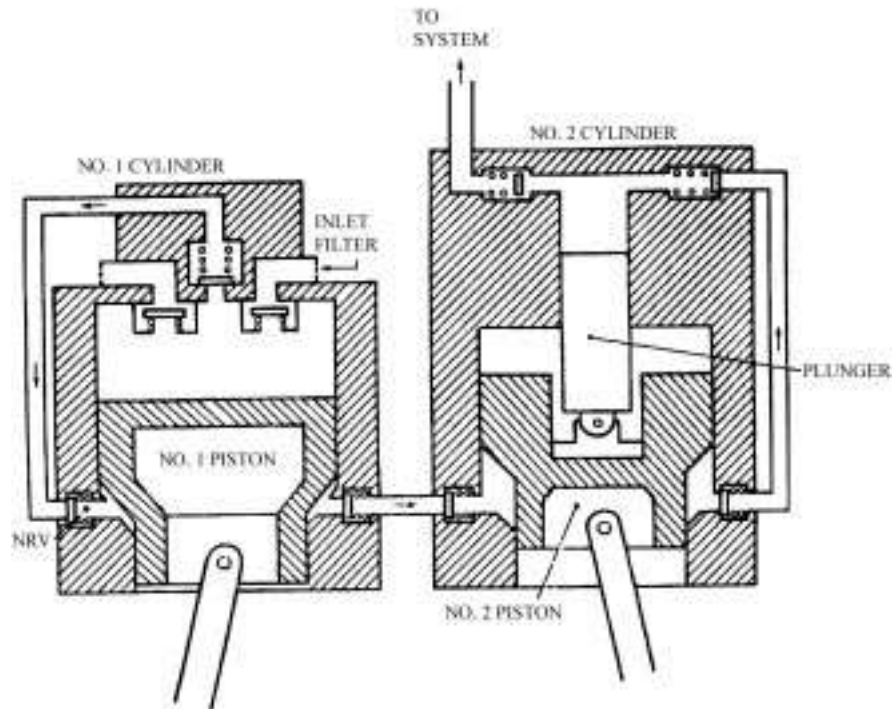 TO
SYSTEM
NO. 2 CYLINDER
NO. 1 CYLINDER
INLET
FILTER
PLUNGER
NO. 1 PISTON
NRV
NO. 2 PISTON